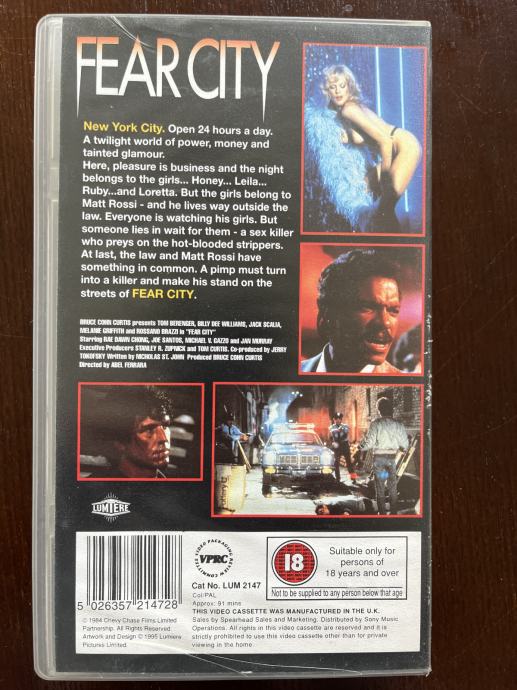 FEAR CITY
New York City. Open 24 hours a day.
A twilight world of power, money and
tainted glamour.
Here, pleasure is business and the night
belongs to the girls... Honey... Leila...
Ruby...and Loretta. But the girls belong to
Matt Rossi - and he lives way outside the
law. Everyone is watching his girls. But
someone lies in wait for them - a sex killer
who preys on the hot-blooded strippers.
At last, the law and Matt Rossi have
something in common. A pimp must turn
into a killer and make his stand on the
streets of FEAR CITY.
BRUCE COHN CURTIS presents TOM BERENGER, BILLY DEE WILLIAMS, JACK SCALIA,
MELANIE GRIFFITH and ROSSANO BRAZZI in "FEAR CITY"
Starring RAE DAWN CHONG, JOE SANTOS, MICHAEL V. GAZZO and JAN MURRAY
Executive Producers STANLEY R. ZUPNICK and TOM CURTIS. Co-produced by JERRY
TOKOFSKY Written by NICHOLAS ST. JOHN Produced BRUCE COHN CURTIS
Directed by ABEL FERRARA
LUMIERE
5 026357 214728
VIDEO PACKAGING REVIEW COMMITTEE
VPRC
18
Suitable only for
persons of
18 years and over
Not to be supplied to any person below that age
Cat No. LUM 2147
Col/PAL
Approx: 91 mins
THIS VIDEO CASSETTE WAS MANUFACTURED IN THE U.K.
Sales by Spearhead Sales and Marketing. Distributed by Sony Music
Operations. All rights in this video cassette are reserved and it is
strictly prohibited to use this video cassette other than for private
viewing in the home.
© 1984 Chevy Chase Films Limited
Partnership. All Rights Reserved.
Artwork and Design © 1995 Lumiere
Pictures Limited.